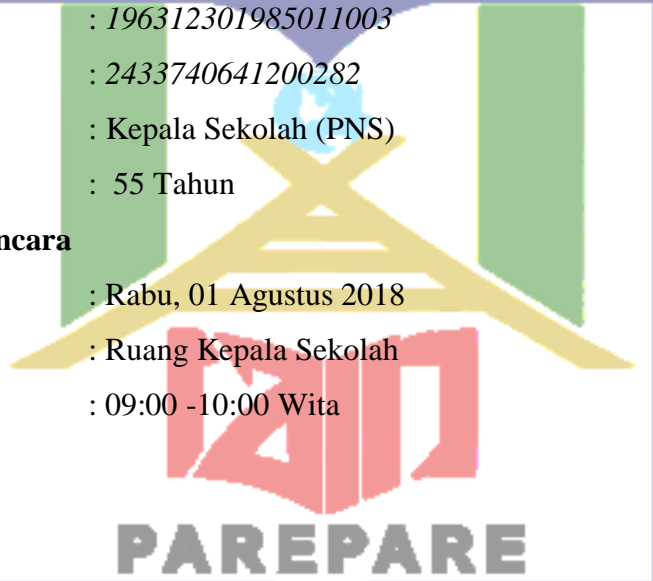 : 196312301985011003
: 2433740641200282
: Kepala Sekolah (PNS)
: 55 Tahun
ncara
: Rabu, 01 Agustus 2018
: Ruang Kepala Sekolah
: 09:00 -10:00 Wita
PAREPARE